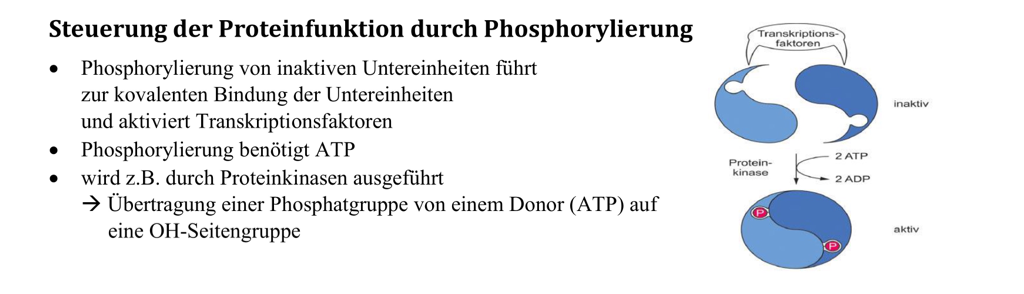 Steuerung der Proteinfunktion durch Phosphorylierung
• Phosphorylierung von inaktiven Untereinheiten führt
zur kovalenten Bindung der Untereinheiten
und aktiviert Transkriptionsfaktoren
• Phosphorylierung benötigt ATP
• wird z.B. durch Proteinkinasen ausgeführt
→ Übertragung einer Phosphatgruppe von einem Donor (ATP) auf
eine OH-Seitengruppe
Transkriptions-
faktoren
inaktiv
Protein-
kinase
2 ATP
2 ADP
P
P
aktiv